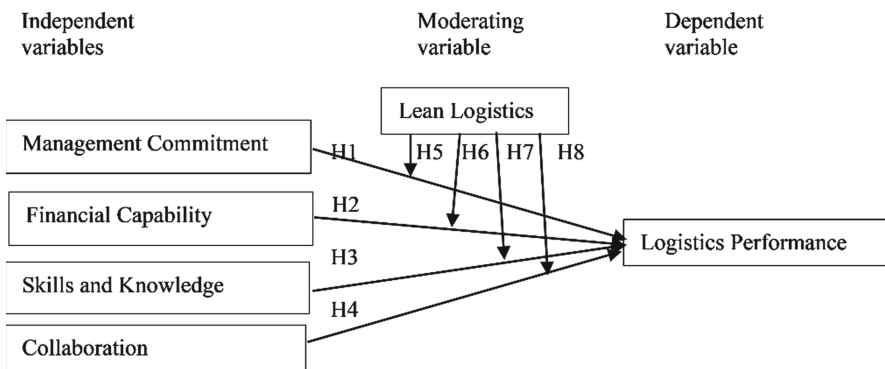 Independent
variables
Moderating
variable
Dependent
variable
Lean Logistics
Management Commitment
H1
H5
H6
H7
H8
Financial Capability
H2
Logistics Performance
H3
Skills and Knowledge
H4
Collaboration